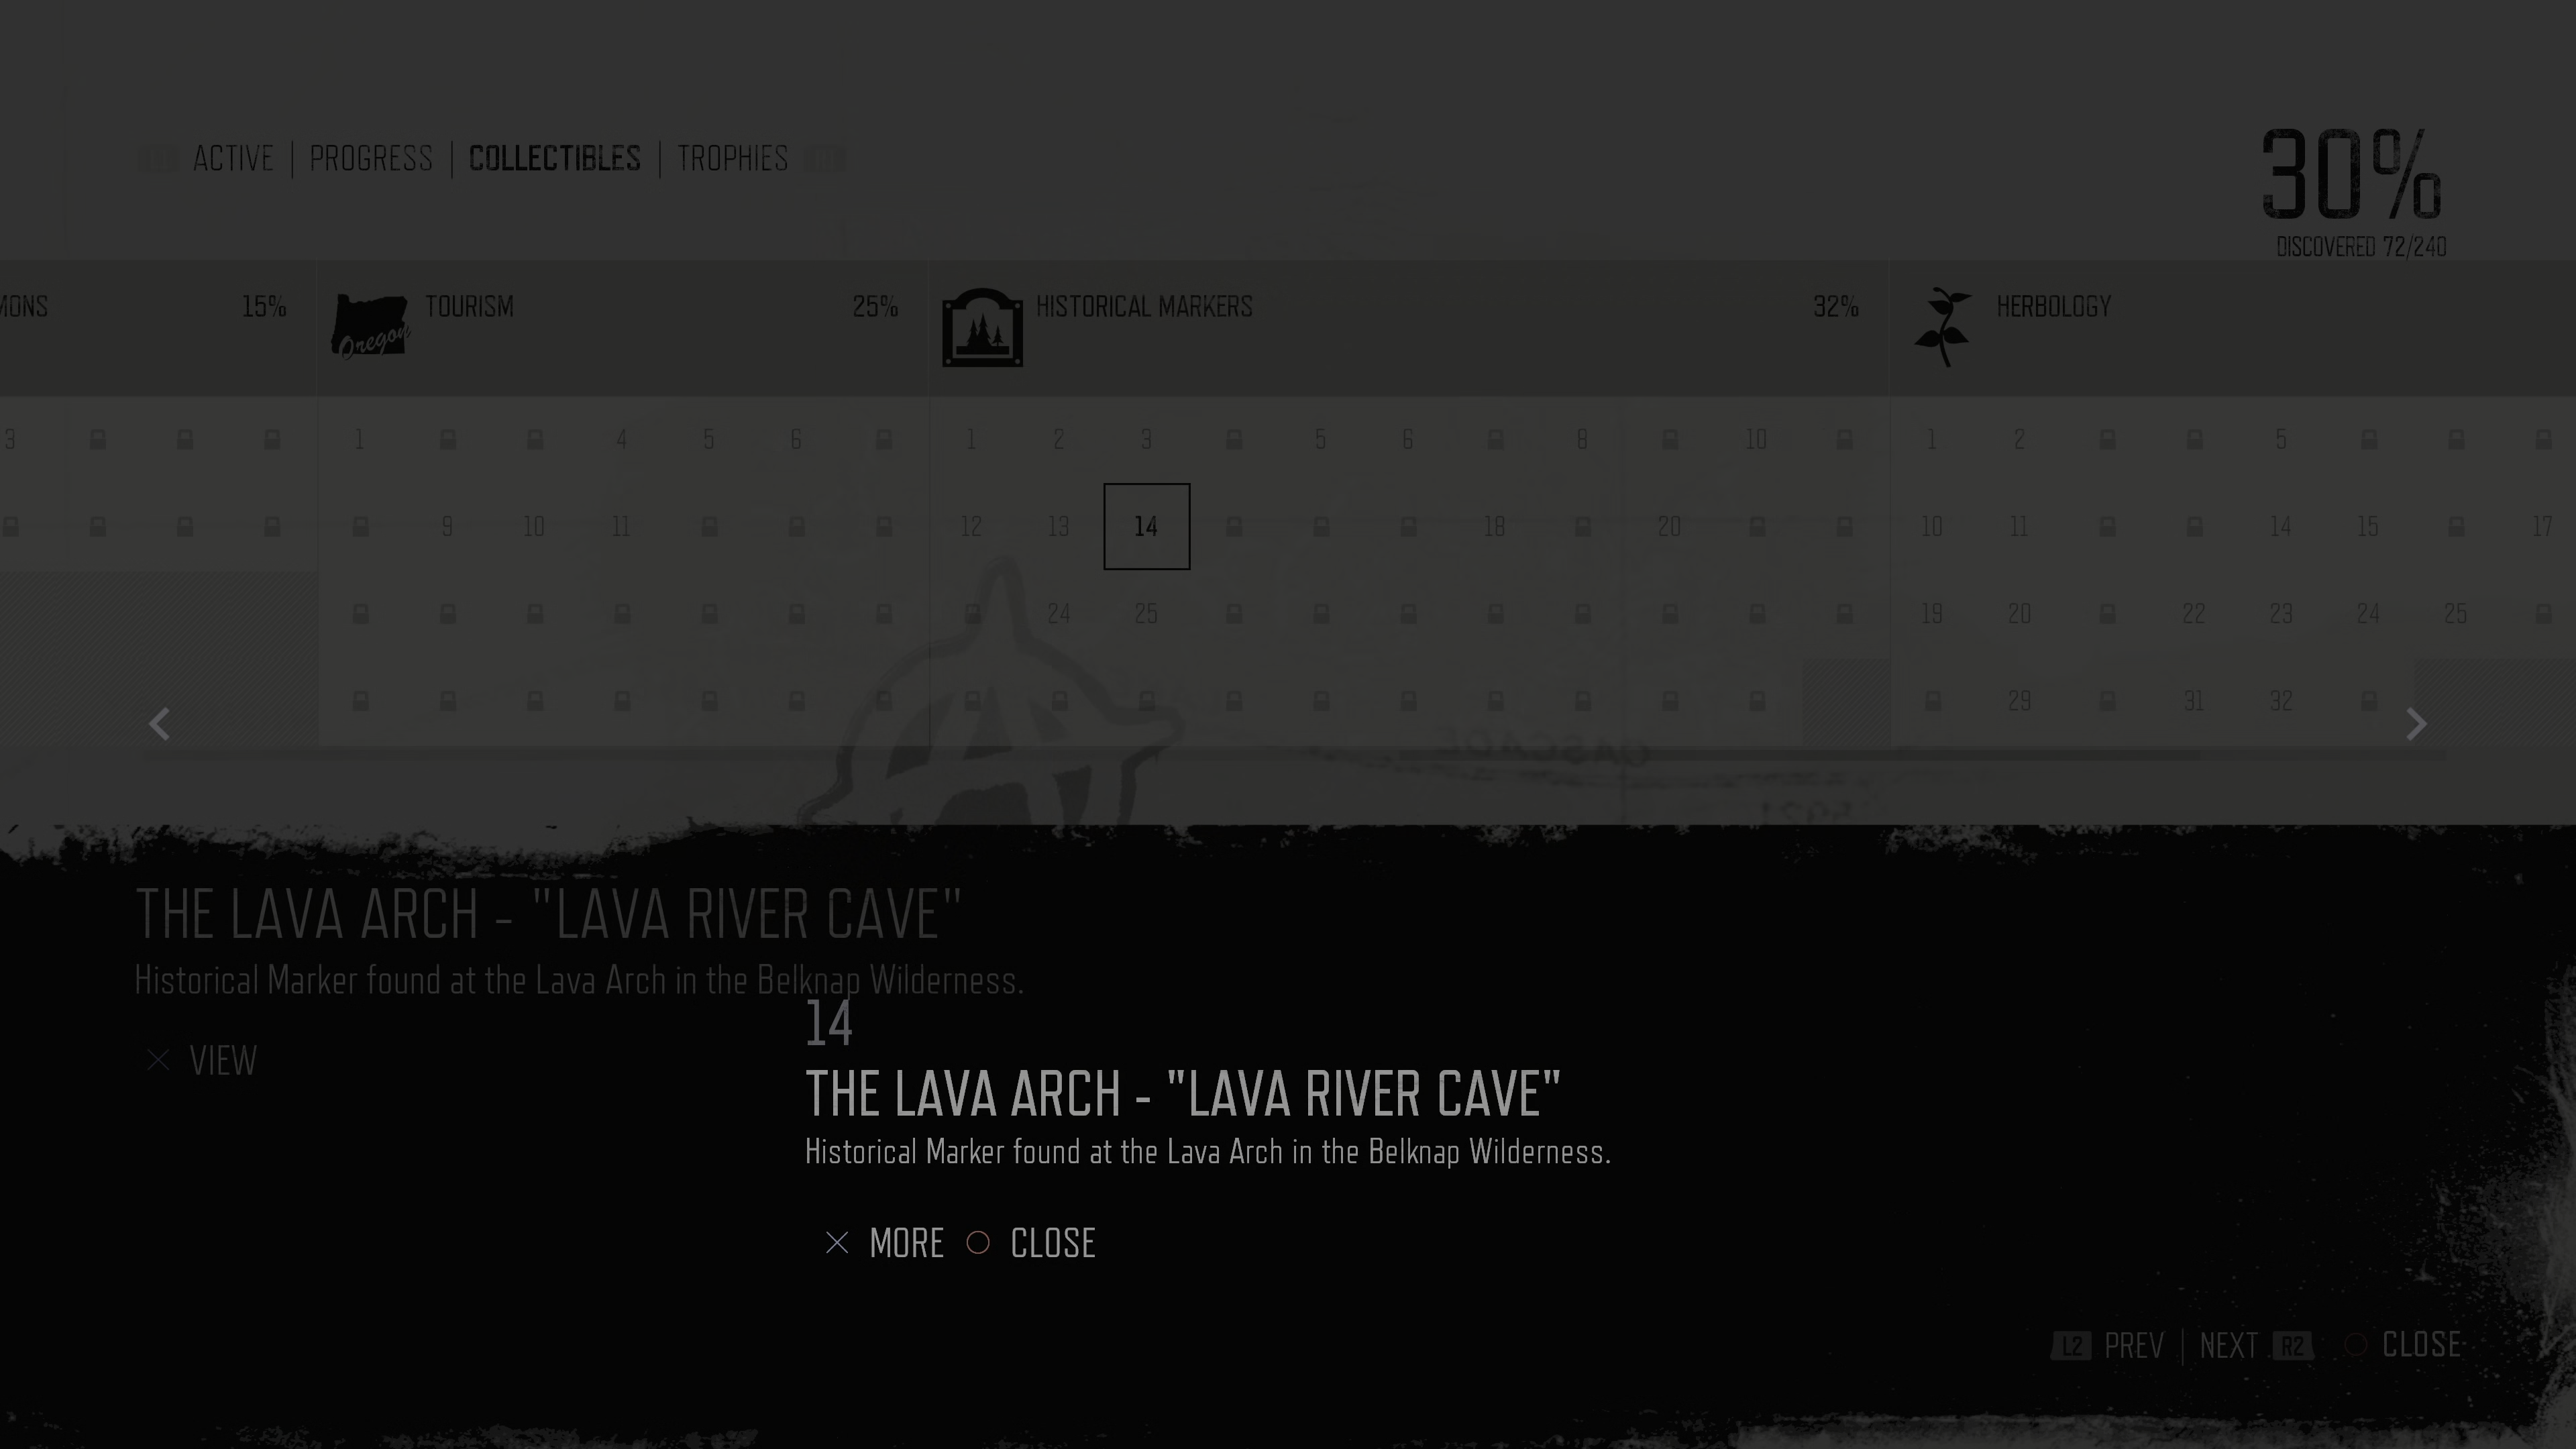 ACTIVE | PROGRESS | COLLECTIBLES | TROPHIES
30%
DISCOVERED 72/240
15%
Oregon TOURISM 25%
HISTORICAL MARKERS 32%
HERBOLOGY
3 1 4 5 6 1 2 3 5 6 8 10 1 2 5
9 10 11 12 13 14 18 20 10 11 14 15 17
24 25 19 20 22 23 24 25
29 31 32
CASCADE
THE LAVA ARCH - "LAVA RIVER CAVE"
Historical Marker found at the Lava Arch in the Belknap Wilderness.
VIEW
14
THE LAVA ARCH - "LAVA RIVER CAVE"
Historical Marker found at the Lava Arch in the Belknap Wilderness.
MORE CLOSE
L2 PREV | NEXT R2 CLOSE